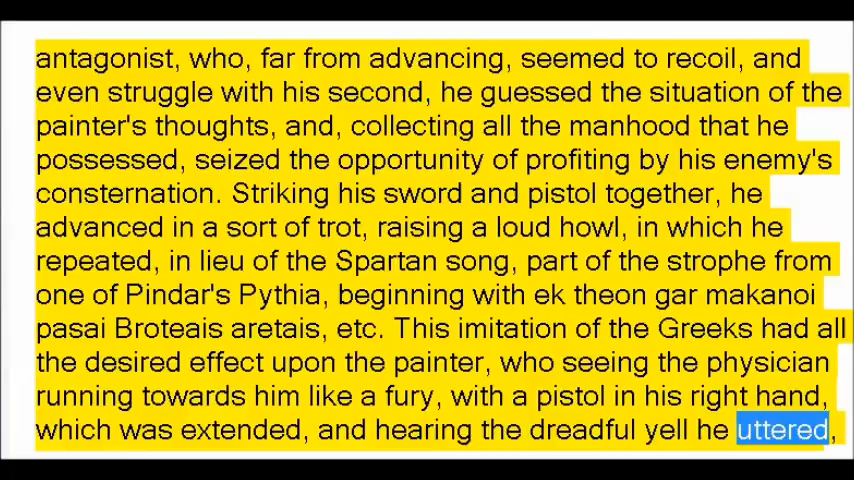 antagonist, who, far from advancing, seemed to recoil, and
even struggle with his second, he guessed the situation of the
painter's thoughts, and, collecting all the manhood that he
possessed, seized the opportunity of profiting by his enemy's
consternation. Striking his sword and pistol together, he
advanced in a sort of trot, raising a loud howl, in which he
repeated, in lieu of the Spartan song, part of the strophe from
one of Pindar's Pythia, beginning with ek theon gar makanoi
pasai Broteais aretais, etc. This imitation of the Greeks had all
the desired effect upon the painter, who seeing the physician
running towards him like a fury, with a pistol in his right hand,
which was extended, and hearing the dreadful yell he uttered,